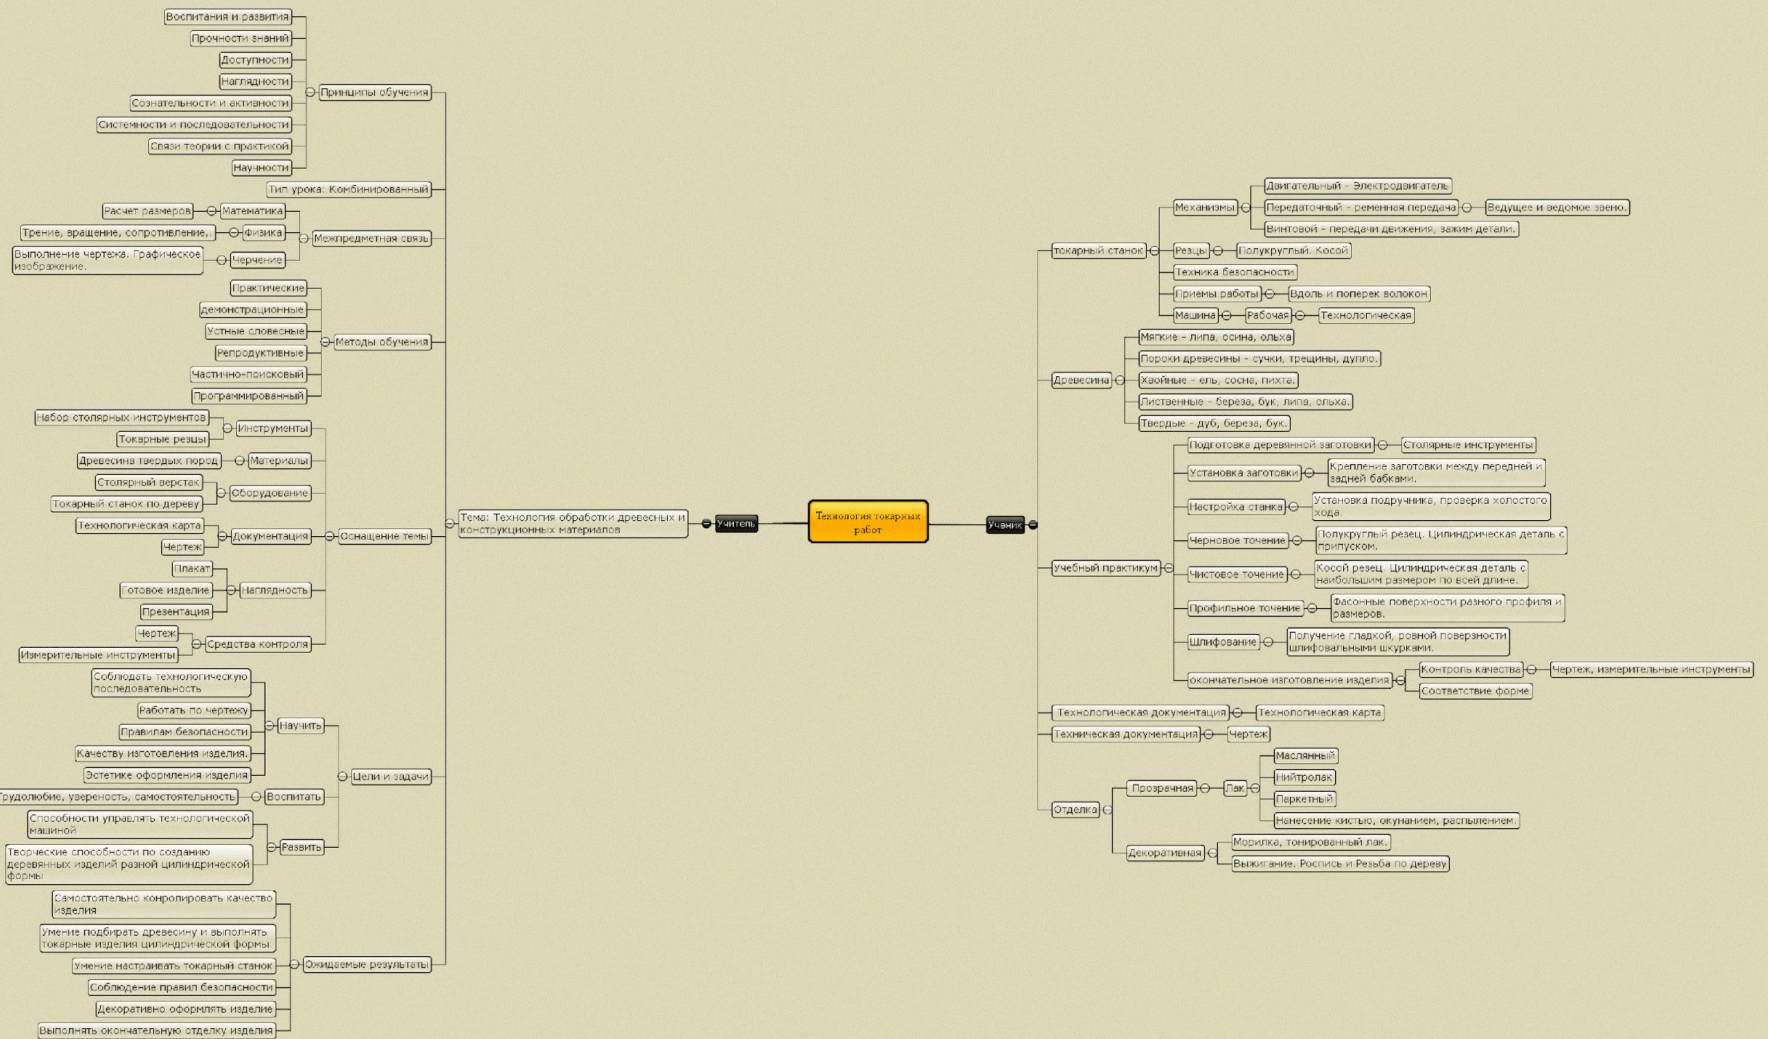 Воспитания и развития
Прочности знаний
Доступности
Наглядности
Сознательности и активности
Системности и последовательности
Связи теории с практикой
Научности
Принципы обучения
Тип урока: Комбинированный
Расчет размеров
Математика
Трение, вращение, сопротивление,.
Физика
Выполнение чертежа. Графическое
изображение.
Черчение
Межпредметная связь
Практические
демонстрационные
Устные словесные
Репродуктивные
Частично-поисковый
Программированный
Методы обучения
Набор столярных инструментов
Токарные резцы
Инструменты
Древесина твердых пород
Материалы
Столярный верстак
Токарный станок по дереву
Оборудование
Технологическая карта
Чертеж
Документация
Плакат
Готовое изделие
Презентация
Наглядность
Чертеж
Измерительные инструменты
Средства контроля
Оснащение темы
Соблюдать технологическую
последовательность
Работать по чертежу
Правилам безопасности
Качеству изготовления изделия.
Эстетике оформления изделия
Научить
Трудолюбие, увереность, самостоятельность
Воспитать
Способности управлять технологической
машиной
Творческие способности по созданию
деревянных изделий разной цилиндрической
формы
Развить
Цели и задачи
Самостоятельно конролировать качество
изделия
Умение подбирать древесину и выполнять
токарные изделия цилиндрической формы.
Умение настраивать токарный станок
Соблюдение правил безопасности
Декоративно оформлять изделие
Выполнять окончательную отделку изделия
Ожидаемые результаты
Тема: Технология обработки древесных и
конструкционных материалов
Учитель
Технология токарных
работ
Ученик
токарный станок
Механизмы
Двигательный - Электродвигатель
Передаточный - ременная передача
Ведущее и ведомое звено.
Винтовой - передачи движения, зажим детали.
Резцы
Полукруглый. Косой
Техника безопасности
Приемы работы
Вдоль и поперек волокон
Машина
Рабочая
Технологическая
Древесина
Мягкие - липа, осина, ольха
Пороки древесины - сучки, трещины, дупло.
Хвойные - ель, сосна, пихта.
Лиственные - береза, бук, липа, ольха.
Твердые - дуб, береза, бук.
Учебный практикум
Подготовка деревянной заготовки
Столярные инструменты
Установка заготовки
Крепление заготовки между передней и
задней бабками.
Настройка станка
Установка подручника, проверка холостого
хода.
Черновое точение
Полукруглый резец. Цилиндрическая деталь с
припуском.
Чистовое точение
Косой резец. Цилиндрическая деталь с
наибольшим размером по всей длине.
Профильное точение
Фасонные поверхности разного профиля и
размеров.
Шлифование
Получение гладкой, ровной поверзности
шлифовальными шкурками.
окончательное изготовление изделия
Контроль качества
Чертеж, измерительные инструменты
Соответствие форме
Технологическая документация
Технологическая карта
Техническая документация
Чертеж
Отделка
Прозрачная
Лак
Маслянный
Нийтролак
Паркетный
Нанесение кистью, окунанием, распылением.
Декоративная
Морилка, тонированный лак.
Выжигание. Роспись и Резьба по дереву